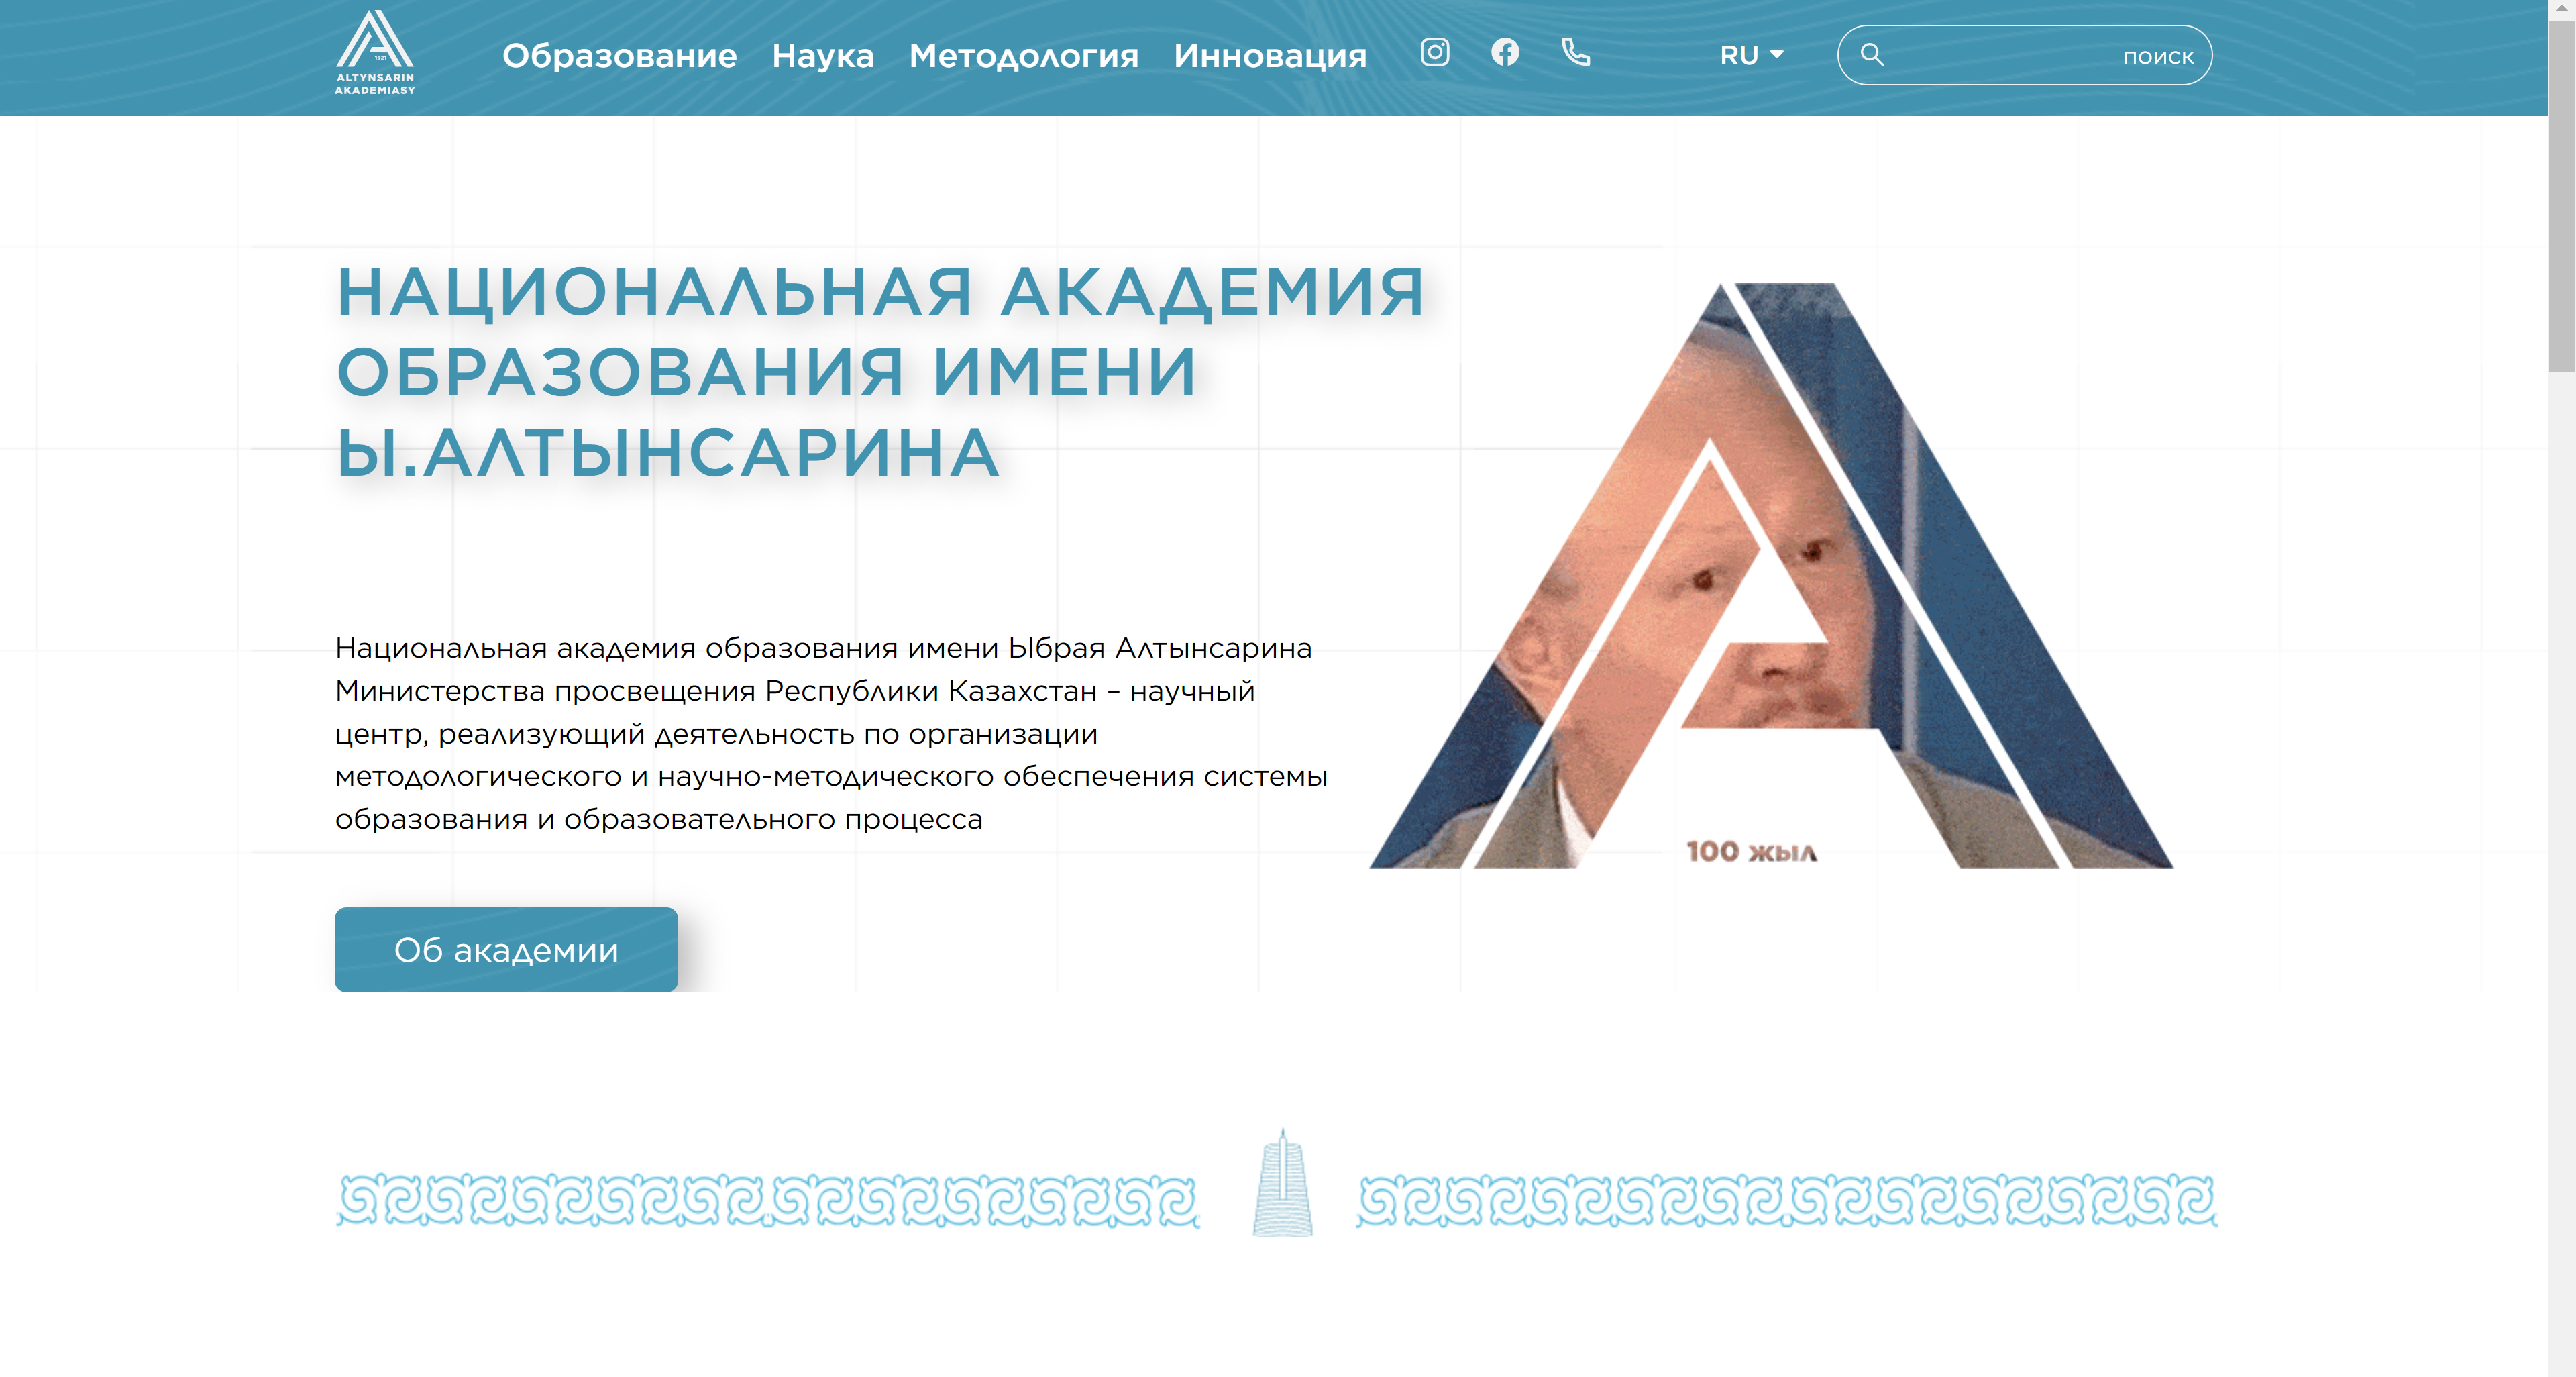 1921
ALTYNSARIN
AKADEMIASY
Образование
Наука
Методология
Инновация
RU
поиск
НАЦИОНАЛЬНАЯ АКАДЕМИЯ
ОБРАЗОВАНИЯ ИМЕНИ
Ы.АЛТЫНСАРИНА
Национальная академия образования имени Ыбрая Алтынсарина
Министерства просвещения Республики Казахстан – научный
центр, реализующий деятельность по организации
методологического и научно-методического обеспечения системы
образования и образовательного процесса
Об академии
100 жыл